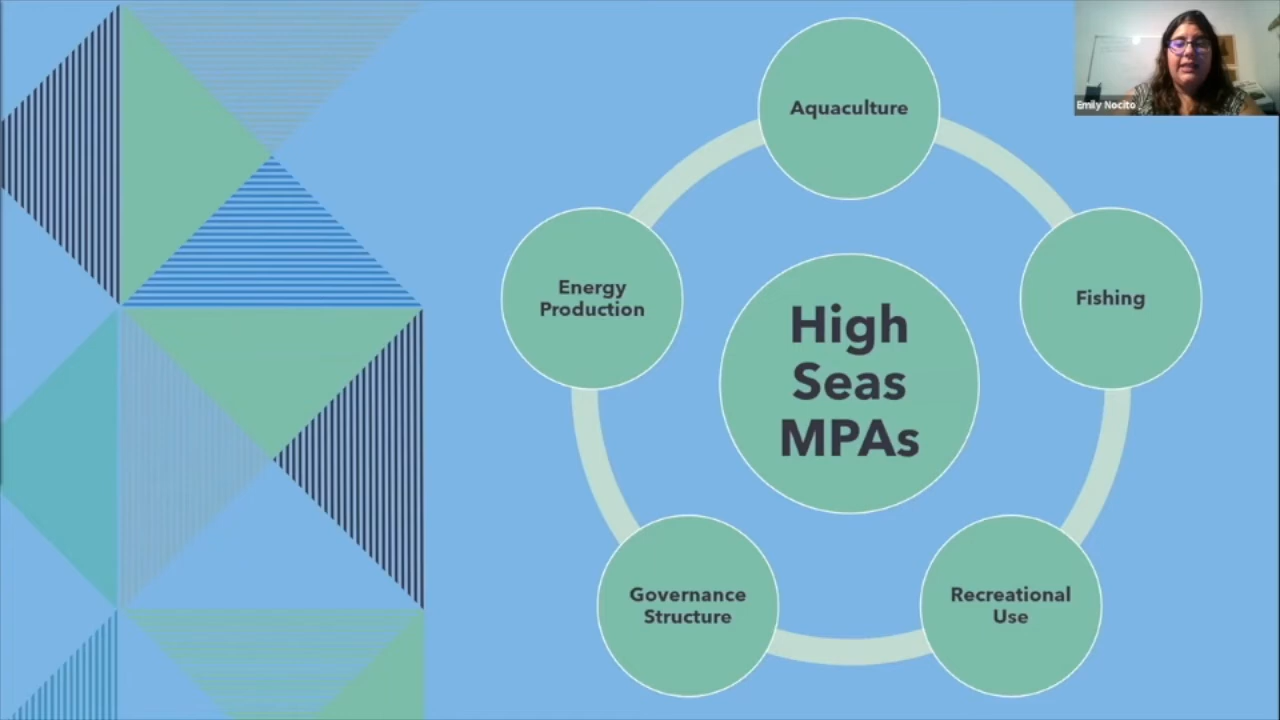 Aquaculture
Emily Nocito
Energy
Production
Fishing
High
Seas
MPAs
Governance
Structure
Recreational
Use